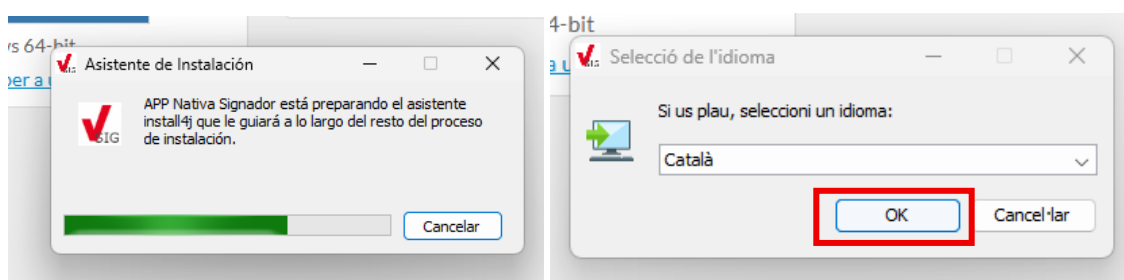 s 64-bit
per a u
Asistente de Instalación
SIG
APP Nativa Signador está preparando el asistente
install4j que le guiará a lo largo del resto del proceso
de instalación.
Cancelar
4-bit
a u
Selecció de l'idioma
Si us plau, seleccioni un idioma:
Català
OK
Cancel·lar